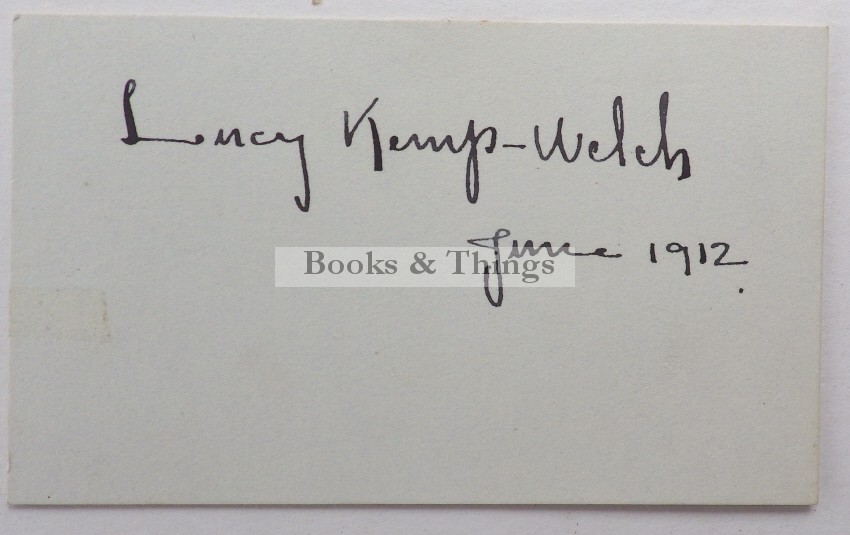 Lucy Kemp-Welch
June 1912.
Books & Things